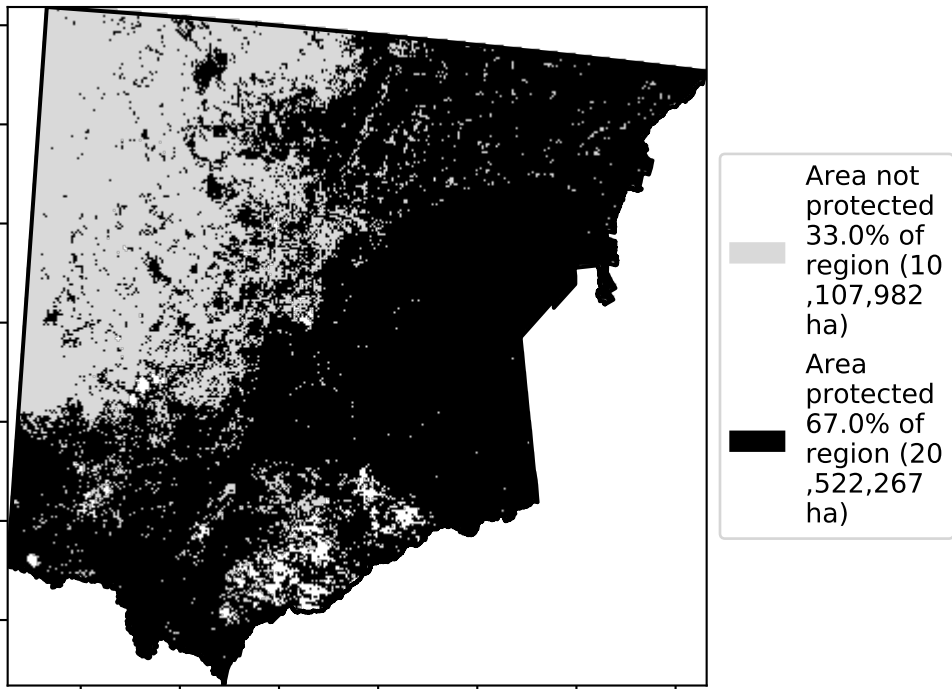 Area not
protected
33.0% of
region (10
,107,982
ha)
Area
protected
67.0% of
region (20
,522,267
ha)